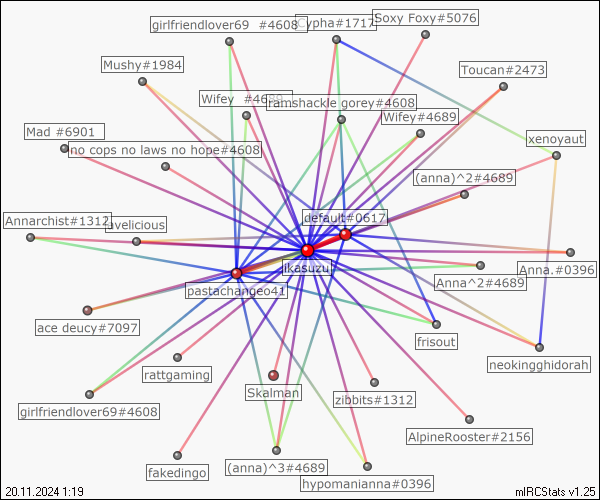 girlfriendlover69 #4608
Cypha#1717
Soxy Foxy#5076
Mushy#1984
Toucan#2473
Wifey #4689
ramshackle gorey#4608
Wifey#4689
Mad #6901
no cops no laws no hope#4608
xenoyaut
(anna)^2#4689
Annarchist#1312
avelicious
default#0617
ikasuzu
Anna.#0396
Anna^2#4689
pastachangeo41
ace deucy#7097
frisout
rattgaming
Skalman
neokingghidorah
zibbits#1312
girlfriendlover69#4608
AlpineRooster#2156
fakedingo
(anna)^3#4689
hypomanianna#0396
20.11.2024 1:19
mIRCStats v1.25